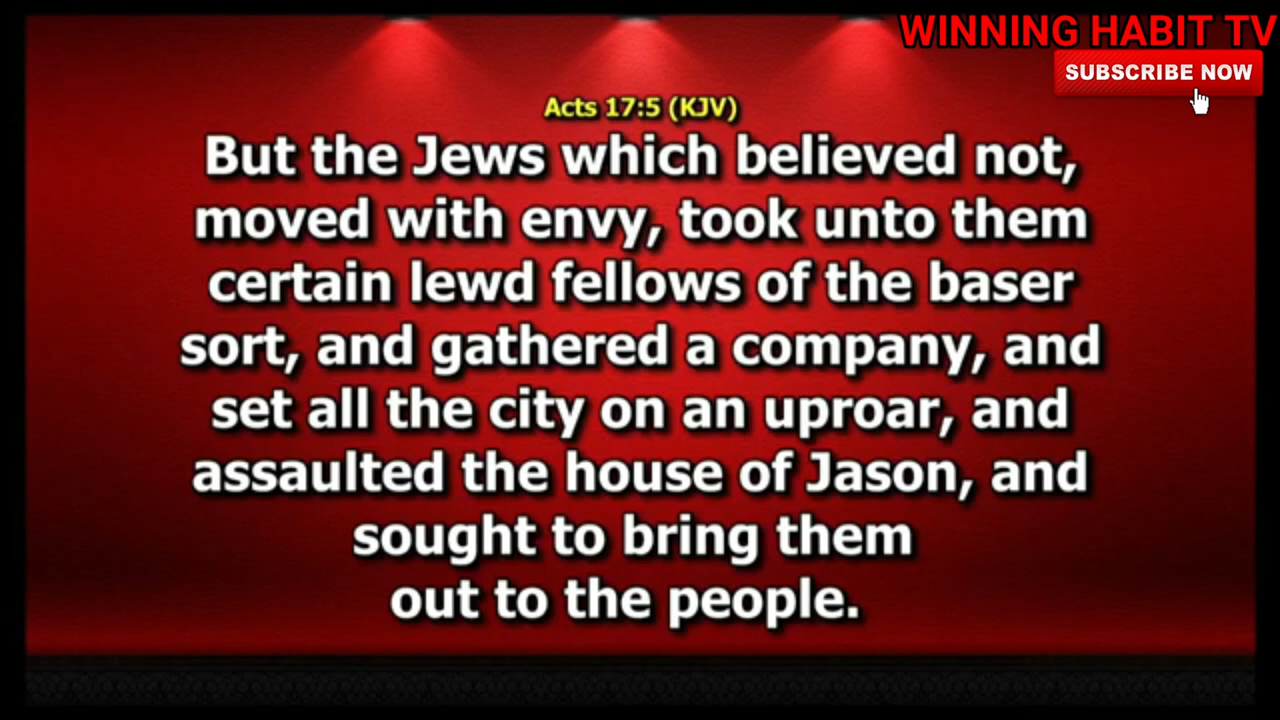 WINNING HABIT TV
SUBSCRIBE NOW
Acts 17:5 (KJV)
But the Jews which believed not,
moved with envy, took unto them
certain lewd fellows of the baser
sort, and gathered a company, and
set all the city on an uproar, and
assaulted the house of Jason, and
sought to bring them
out to the people.